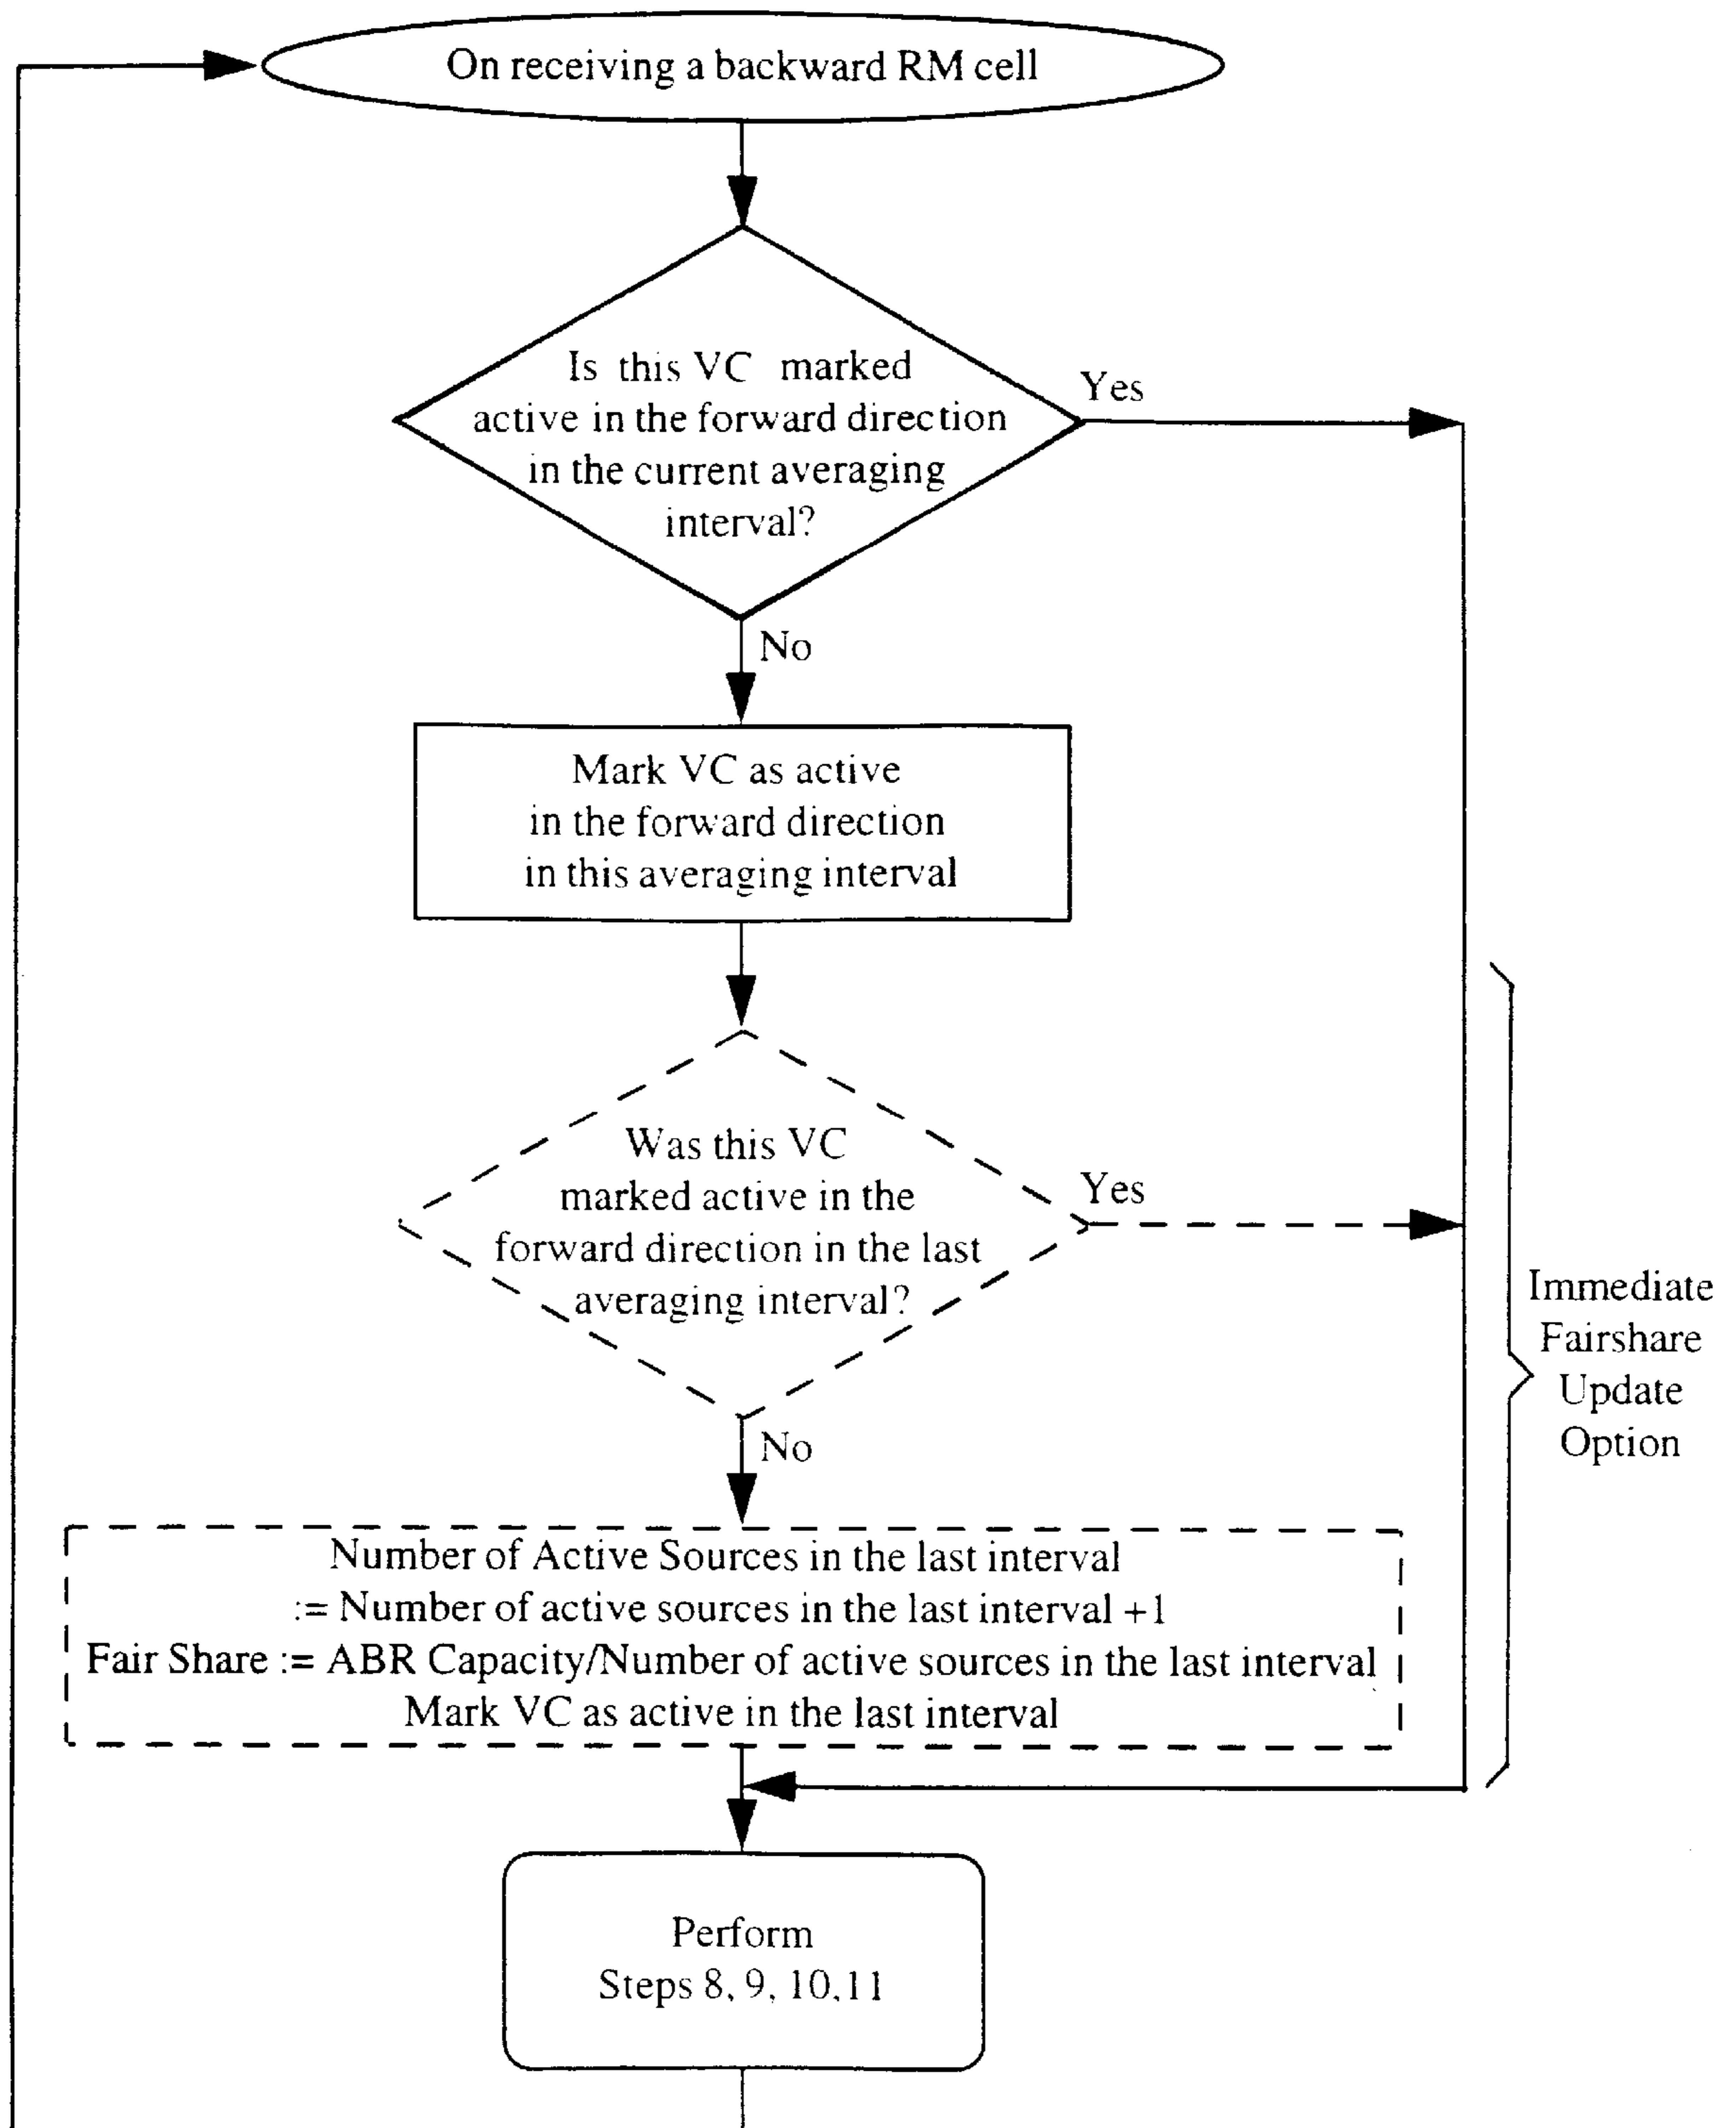 On receiving a backward RM cell
Is this VC marked
active in the forward direction
in the current averaging
interval?
Yes
No
Mark VC as active
in the forward direction
in this averaging interval
Was this VC
marked active in the
forward direction in the last
averaging interval?
Yes
No
Immediate
Fairshare
Update
Option
Number of Active Sources in the last interval
:= Number of active sources in the last interval +1
Fair Share := ABR Capacity/Number of active sources in the last interval
Mark VC as active in the last interval
Perform
Steps 8, 9, 10,11